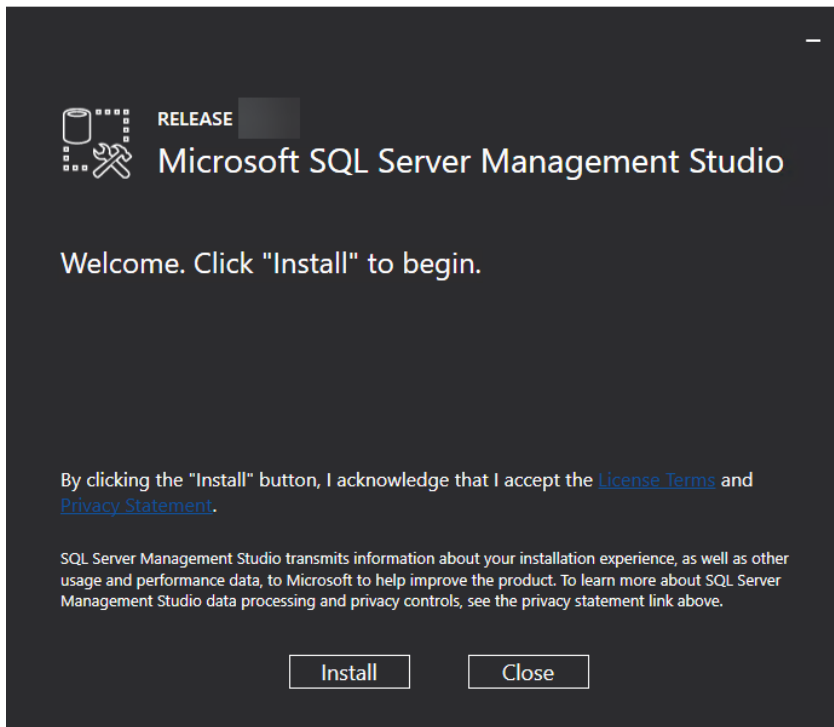 RELEASE
Microsoft SQL Server Management Studio
Welcome. Click "Install" to begin.
By clicking the "Install" button, I acknowledge that I accept the License Terms and
Privacy Statement.
SQL Server Management Studio transmits information about your installation experience, as well as other
usage and performance data, to Microsoft to help improve the product. To learn more about SQL Server
Management Studio data processing and privacy controls, see the privacy statement link above.
Install
Close